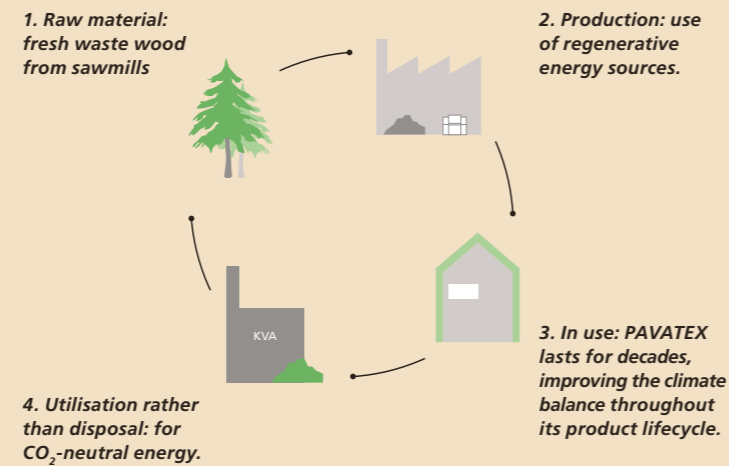 1. Raw material:
fresh waste wood
from sawmills
2. Production: use
of regenerative
energy sources.
KVA
3. In use: PAVATEX
lasts for decades,
improving the climate
balance throughout
its product lifecycle.
4. Utilisation rather
than disposal: for
CO₂-neutral energy.